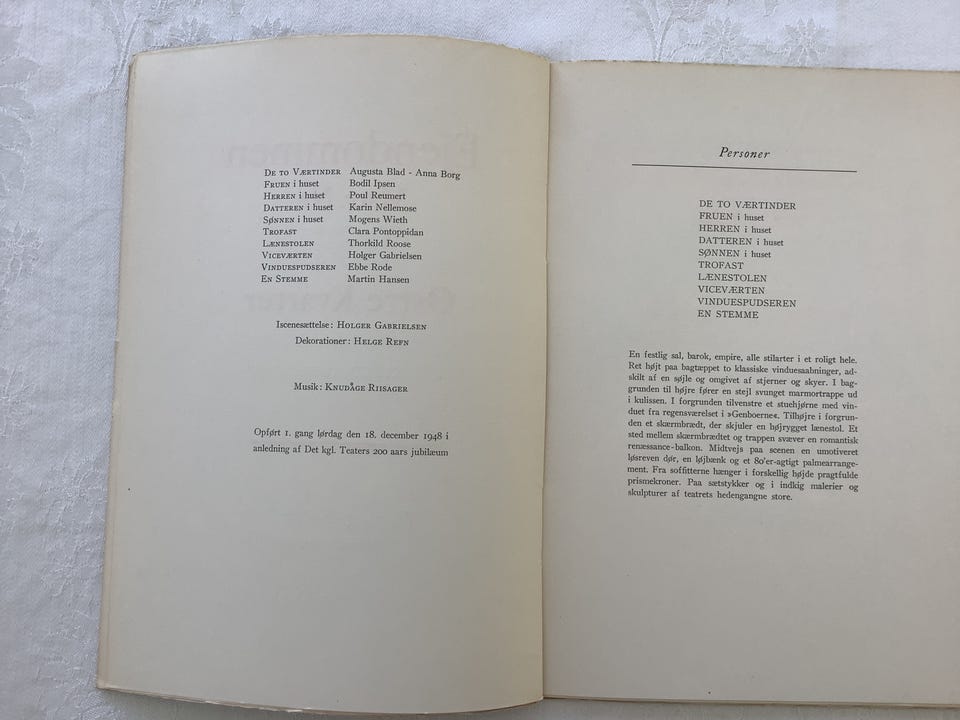 DE TO VÆRTINDER Augusta Blad - Anna Borg
FRUEN i huset Bodil Ipsen
HERREN i huset Poul Reumert
DATTEREN i huset Karin Nellemose
SØNNEN i huset Mogens Wieth
TROFAST Clara Pontoppidan
LÆNESTOLEN Thorkild Roose
VICEVÆRTEN Holger Gabrielsen
VINDUESPUDSEREN Ebbe Rode
EN STEMME Martin Hansen
Iscenesættelse: HOLGER GABRIELSEN
Dekorationer: HELGE REFN
Musik: KNUDÅGE RIISAGER
Opført 1. gang lørdag den 18. december 1948 i
anledning af Det kgl. Teaters 200 aars jubilæum
Personer
DE TO VÆRTINDER
FRUEN i huset
HERREN i huset
DATTEREN i huset
SØNNEN i huset
TROFAST
LÆNESTOLEN
VICEVÆRTEN
VINDUESPUDSEREN
EN STEMME
En festlig sal, barok, empire, alle stilarter i et roligt hele.
Ret højt paa bagtæppet to klassiske vinduesaabninger, ad-
skilt af en søjle og omgivet af stjerner og skyer. I bag-
grunden til højre fører en stejl svunget marmortrappe ud
i kulissen. I forgrunden tilvenstre et stuehjørne med vin-
duet fra regensværelset i »Genboerne«. Tilhøjre i forgrun-
den et skærmbrædt, der skjuler en højrygget lænestol. Et
sted mellem skærmbrædtet og trappen svæver en romantisk
renæssance-balkon. Midtvejs paa scenen en umotiveret
løsreven dør, en løjbænk og et 80'er-agtigt palmearrange-
ment. Fra soffitterne hænger i forskellig højde pragtfulde
prismekroner. Paa sætstykker og i indkig malerier og
skulpturer af teatrets hedengangne store.